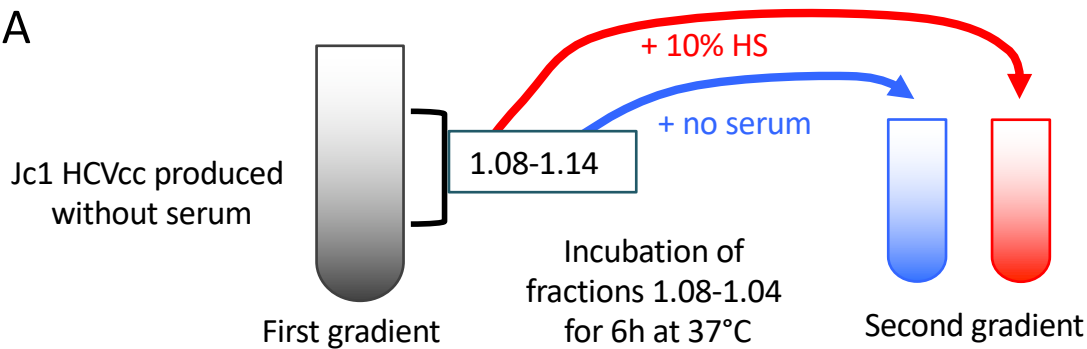 A
+ 10% HS
+ no serum
1.08-1.14
Jc1 HCVcc produced
without serum
Incubation of
fractions 1.08-1.04
for 6h at 37°C
First gradient
Second gradient